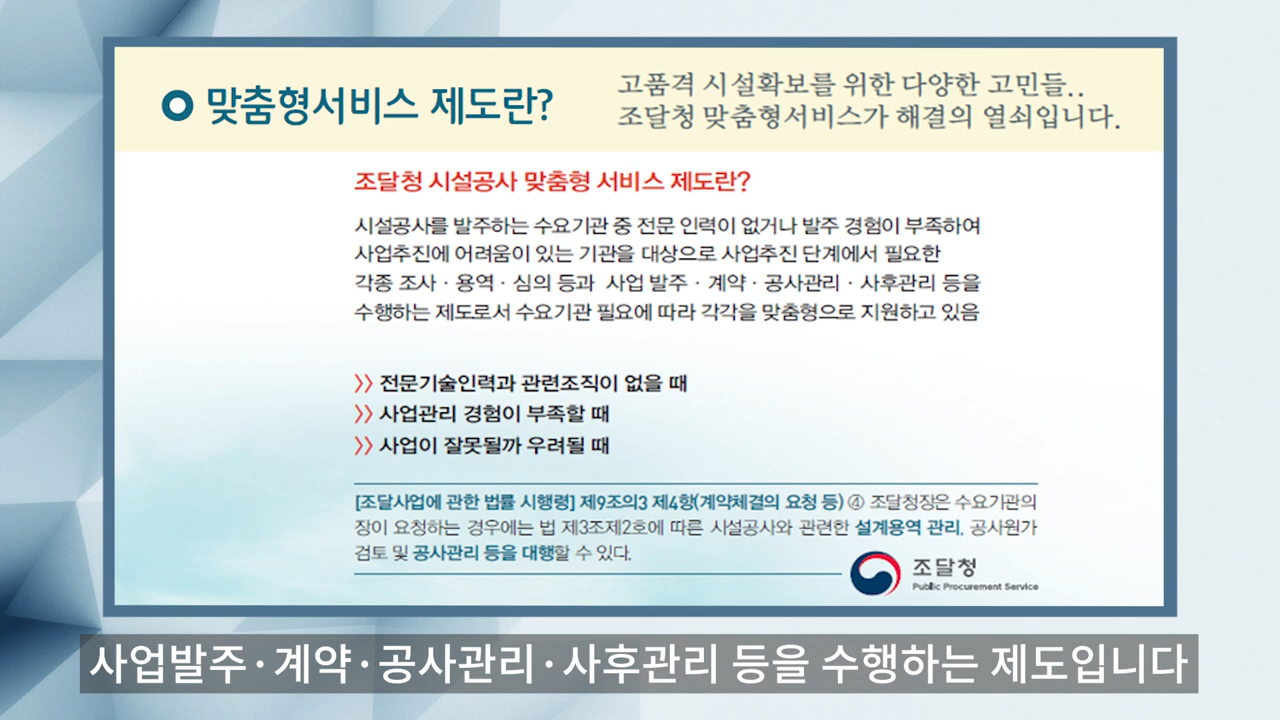 맞춤형서비스 제도란?
고품격 시설확보를 위한 다양한 고민들..
조달청 맞춤형서비스가 해결의 열쇠입니다.
조달청 시설공사 맞춤형 서비스 제도란?
시설공사를 발주하는 수요기관 중 전문 인력이 없거나 발주 경험이 부족하여
사업추진에 어려움이 있는 기관을 대상으로 사업추진 단계에서 필요한
각종 조사 · 용역 · 심의 등과 사업 발주 · 계약 · 공사관리 · 사후관리 등을
수행하는 제도로서 수요기관 필요에 따라 각각을 맞춤형으로 지원하고 있음
》 전문기술인력과 관련조직이 없을 때
》 사업관리 경험이 부족할 때
》 사업이 잘못될까 우려될 때
[조달사업에 관한 법률 시행령] 제9조의3 제4항(계약체결의 요청 등) ④ 조달청장은 수요기관의
장이 요청하는 경우에는 법 제3조제2호에 따른 시설공사와 관련한 설계용역 관리, 공사원가
검토 및 공사관리 등을 대행할 수 있다.
조달청
Public Procurement Service
사업발주·계약·공사관리·사후관리 등을 수행하는 제도입니다